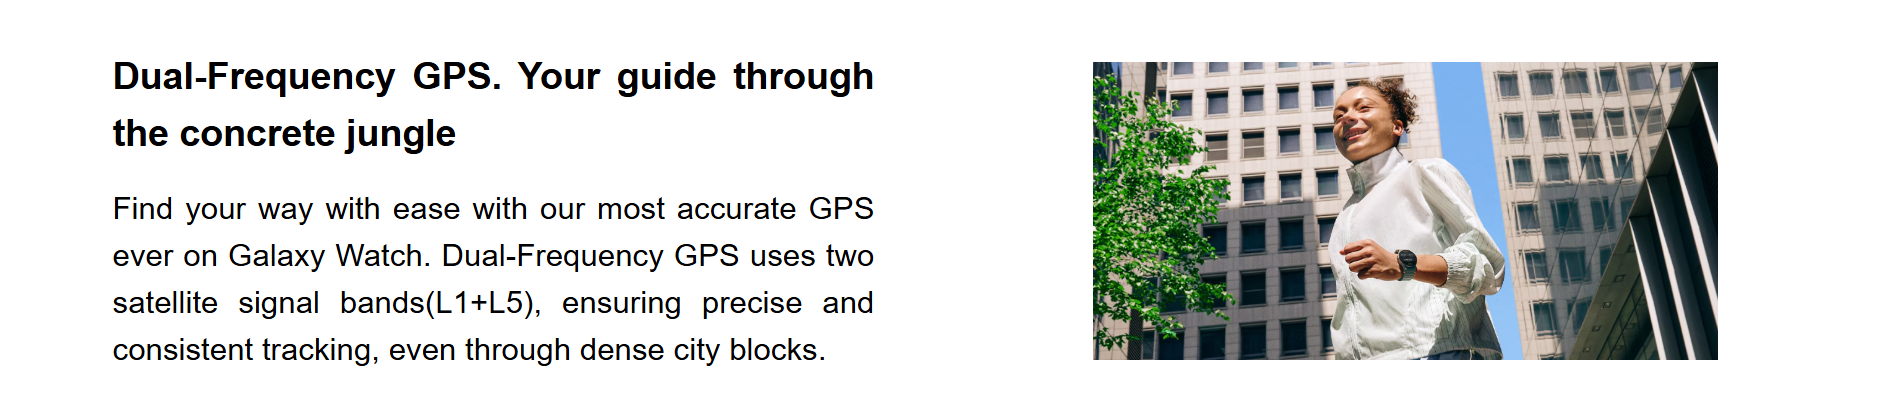 Dual-Frequency GPS. Your guide through
the concrete jungle
Find your way with ease with our most accurate GPS
ever on Galaxy Watch. Dual-Frequency GPS uses two
satellite signal bands(L1+L5), ensuring precise and
consistent tracking, even through dense city blocks.